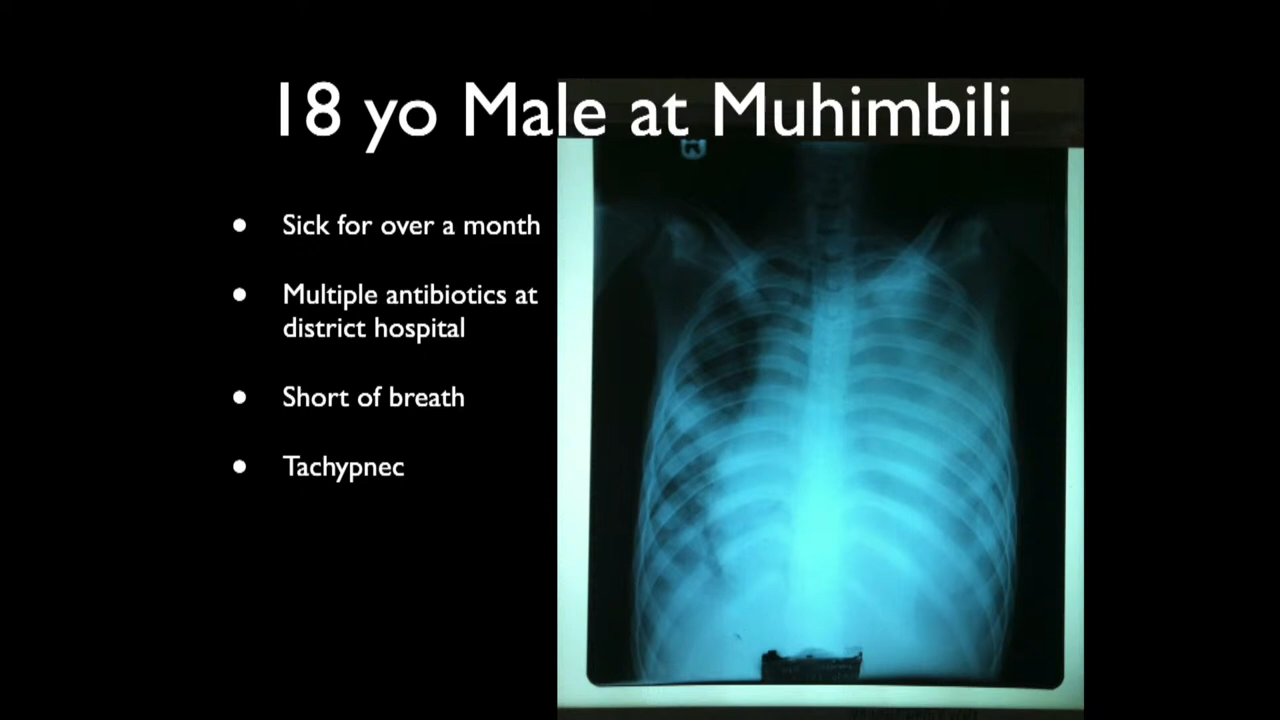 18 yo Male at Muhimbili
• Sick for over a month
• Multiple antibiotics at
district hospital
• Short of breath
• Tachypnec